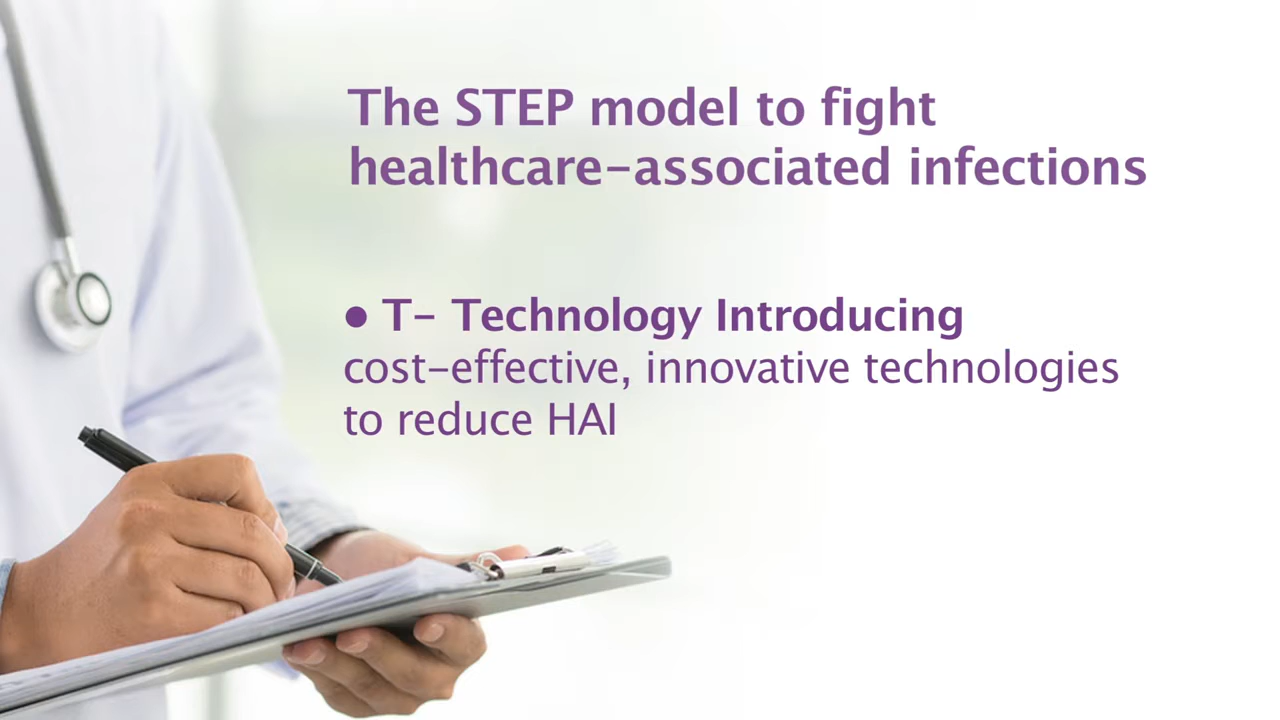 The STEP model to fight
healthcare-associated infections
● T- Technology Introducing
cost-effective, innovative technologies
to reduce HAI